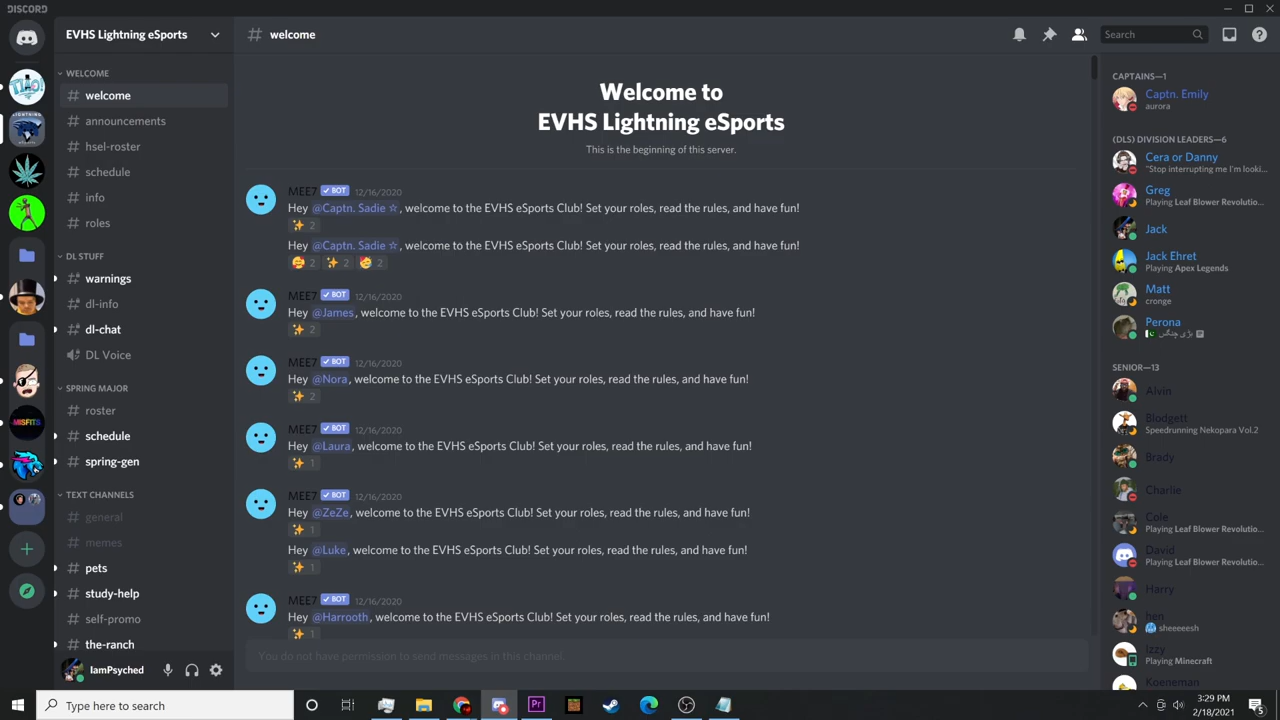 DISCORD
EVHS Lightning eSports
WELCOME
welcome
announcements
hsel-roster
schedule
info
roles
DL STUFF
warnings
dl-info
dl-chat
DL Voice
SPRING MAJOR
roster
schedule
spring-gen
TEXT CHANNELS
general
memes
pets
study-help
self-promo
the-ranch
IamPsyched
# welcome
Search
Welcome to
EVHS Lightning eSports
This is the beginning of this server.
MEE7 ✓ BOT 12/16/2020
Hey @Captn. Sadie ☆, welcome to the EVHS eSports Club! Set your roles, read the rules, and have fun!
✨ 2
Hey @Captn. Sadie ☆, welcome to the EVHS eSports Club! Set your roles, read the rules, and have fun!
🥰 2 ✨ 2 🥳 2
MEE7 ✓ BOT 12/16/2020
Hey @James, welcome to the EVHS eSports Club! Set your roles, read the rules, and have fun!
✨ 2
MEE7 ✓ BOT 12/16/2020
Hey @Nora, welcome to the EVHS eSports Club! Set your roles, read the rules, and have fun!
✨ 2
MEE7 ✓ BOT 12/16/2020
Hey @Laura, welcome to the EVHS eSports Club! Set your roles, read the rules, and have fun!
✨ 1
MEE7 ✓ BOT 12/16/2020
Hey @ZeZe, welcome to the EVHS eSports Club! Set your roles, read the rules, and have fun!
✨ 1
Hey @Luke, welcome to the EVHS eSports Club! Set your roles, read the rules, and have fun!
✨ 1
MEE7 ✓ BOT 12/16/2020
Hey @Harrooth, welcome to the EVHS eSports Club! Set your roles, read the rules, and have fun!
✨ 1
You do not have permission to send messages in this channel.
CAPTAINS—1
Captn. Emily
aurora
(DLS) DIVISION LEADERS—6
Cera or Danny
"Stop interrupting me I'm looki...
Greg
Playing Leaf Blower Revolutio...
Jack
Jack Ehret
Playing Apex Legends
Matt
cronge
Perona
SENIOR—13
Alvin
Blodgett
Speedrunning Nekopara Vol.2
Brady
Charlie
Cole
Playing Leaf Blower Revolutio...
David
Playing Leaf Blower Revolutio...
Harry
hen
sheeeeesh
Izzy
Playing Minecraft
Koeneman
Type here to search
3:29 PM
2/18/2021
5